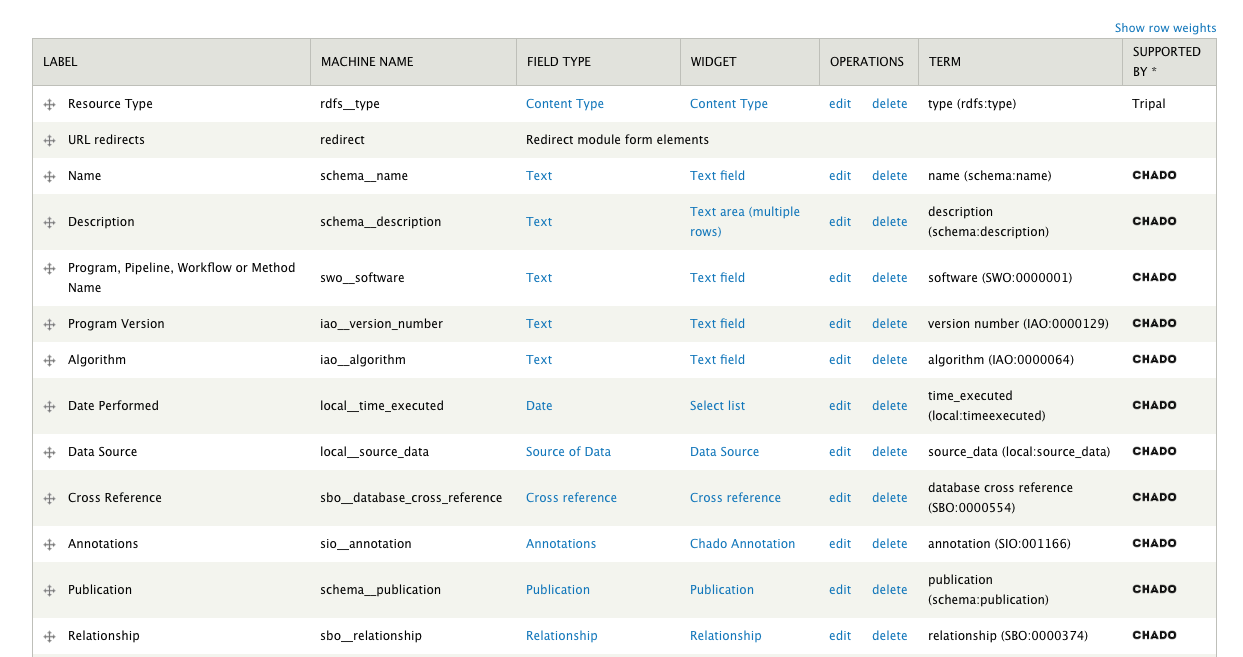 Show row weights
LABEL MACHINE NAME FIELD TYPE WIDGET OPERATIONS TERM SUPPORTED BY *
Resource Type rdfs__type Content Type Content Type edit delete type (rdfs:type) Tripal
URL redirects redirect Redirect module form elements
Name schema__name Text Text field edit delete name (schema:name) CHADO
Description schema__description Text Text area (multiple rows) edit delete description (schema:description) CHADO
Program, Pipeline, Workflow or Method Name swo__software Text Text field edit delete software (SWO:0000001) CHADO
Program Version iao__version_number Text Text field edit delete version number (IAO:0000129) CHADO
Algorithm iao__algorithm Text Text field edit delete algorithm (IAO:0000064) CHADO
Date Performed local__time_executed Date Select list edit delete time_executed (local:timeexecuted) CHADO
Data Source local__source_data Source of Data Data Source edit delete source_data (local:source_data) CHADO
Cross Reference sbo__database_cross_reference Cross reference Cross reference edit delete database cross reference (SBO:0000554) CHADO
Annotations sio__annotation Annotations Chado Annotation edit delete annotation (SIO:001166) CHADO
Publication schema__publication Publication Publication edit delete publication (schema:publication) CHADO
Relationship sbo__relationship Relationship Relationship edit delete relationship (SBO:0000374) CHADO